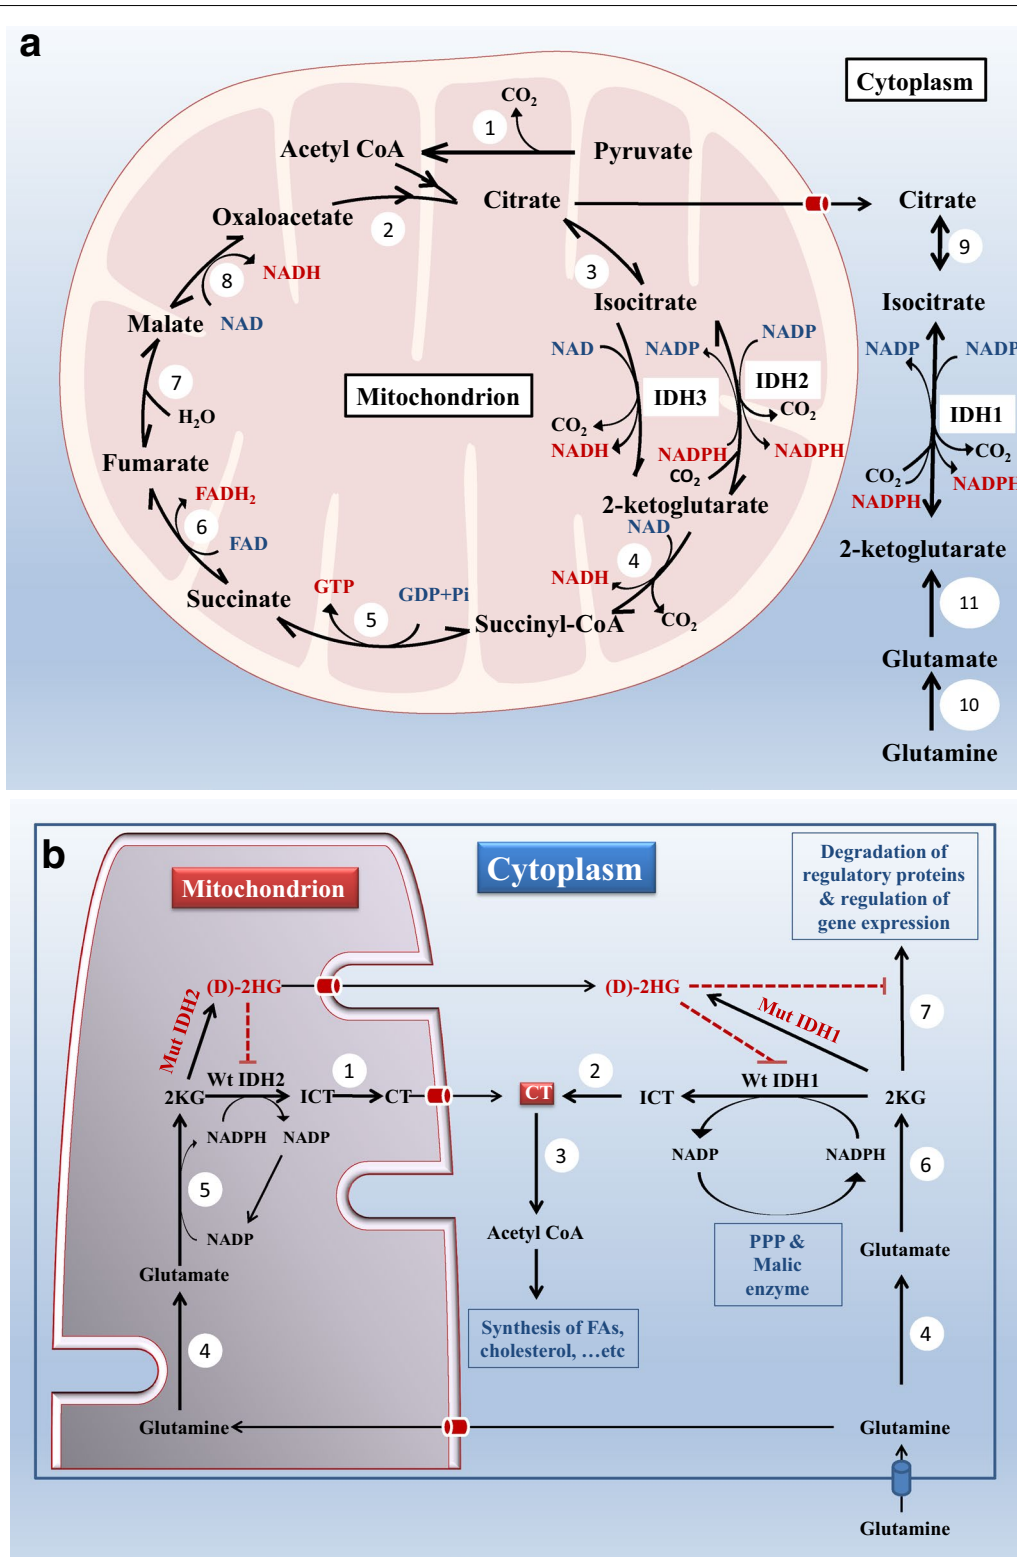 a
Cytoplasm
CO2
1
Acetyl CoA
Pyruvate
Citrate
Citrate
Oxaloacetate
2
9
3
8
NADH
Isocitrate
Isocitrate
Malate
NAD
NADP
NAD
NADP
NADP
NADP
7
Mitochondrion
IDH3
IDH2
H2O
CO2
IDH1
CO2
NADH
NADPH
NADPH
CO2
Fumarate
CO2
CO2
NADPH
FADH2
NADPH
2-ketoglutarate
6
NAD
FAD
2-ketoglutarate
4
NADH
GTP
GDP+Pi
Succinate
11
5
Succinyl-CoA
CO2
Glutamate
10
Glutamine
b
Mitochondrion
Cytoplasm
Degradation of
regulatory proteins
& regulation of
gene expression
(D)-2HG
(D)-2HG
Mut IDH2
Mut IDH1
7
Wt IDH2
1
2
Wt IDH1
2KG
ICT
CT
CT
ICT
2KG
NADPH
NADP
3
NADP
NADPH
6
5
NADP
Acetyl CoA
PPP &
Malic
enzyme
Glutamate
Glutamate
Synthesis of FAs,
cholesterol, …etc
4
4
Glutamine
Glutamine
Glutamine